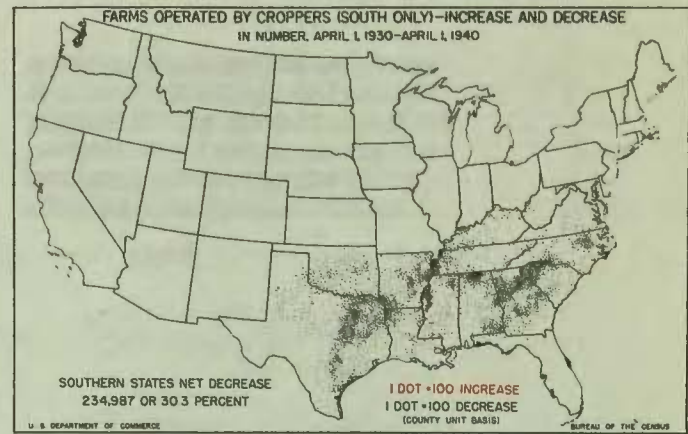 FARMS OPERATED BY CROPPERS (SOUTH ONLY)—INCREASE AND DECREASE
IN NUMBER, APRIL 1, 1930—APRIL 1, 1940
SOUTHERN STATES NET DECREASE
234,987 OR 30.3 PERCENT
1 DOT = 100 INCREASE
1 DOT = 100 DECREASE
(COUNTY UNIT BASIS)
U S DEPARTMENT OF COMMERCE
BUREAU OF THE CENSUS